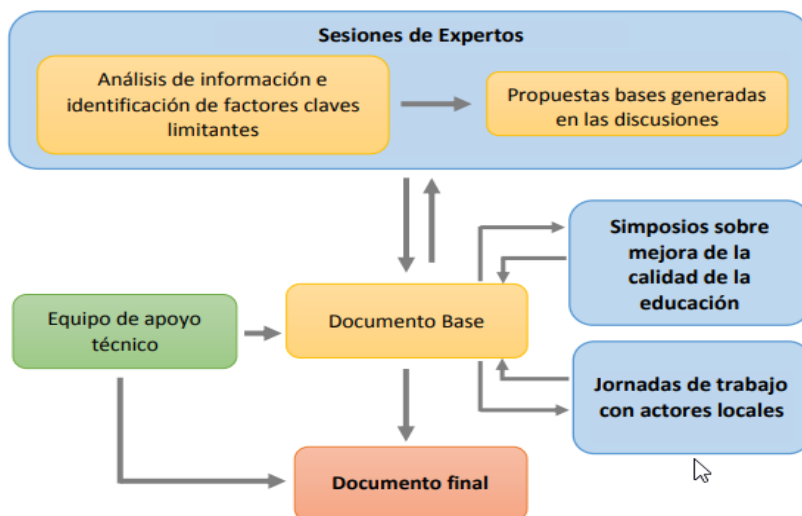 Sesiones de Expertos
Análisis de información e
identificación de factores claves
limitantes
Propuestas bases generadas
en las discusiones
Simposios sobre
mejora de la
calidad de la
educación
Equipo de apoyo
técnico
Documento Base
Jornadas de trabajo
con actores locales
Documento final